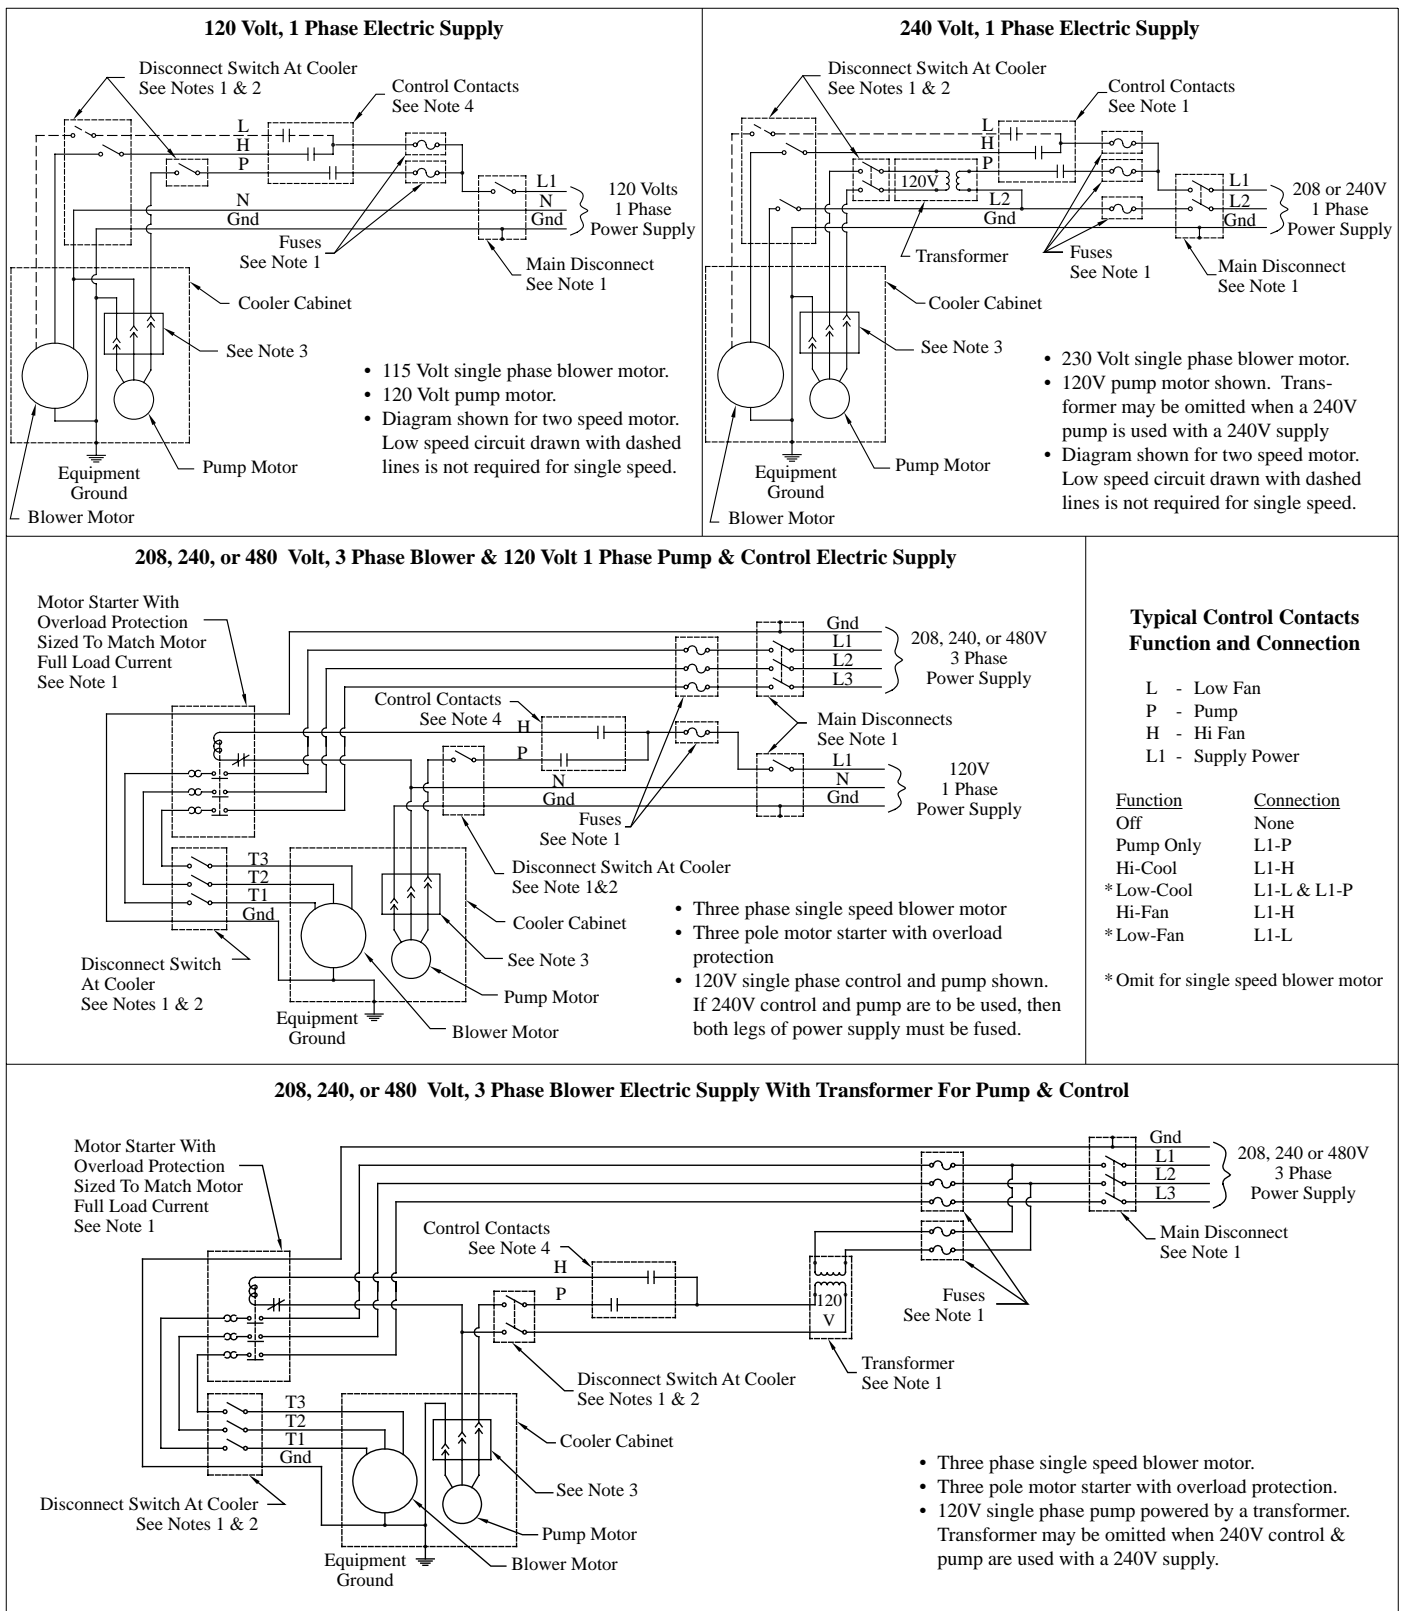 120 Volt, 1 Phase Electric Supply
Disconnect Switch At Cooler
See Notes 1 & 2
Control Contacts
See Note 4
L
H
P
N
Gnd
L1
N
Gnd
120 Volts
1 Phase
Power Supply
Fuses
See Note 1
Main Disconnect
See Note 1
Cooler Cabinet
See Note 3
• 115 Volt single phase blower motor.
• 120 Volt pump motor.
• Diagram shown for two speed motor.
Low speed circuit drawn with dashed
lines is not required for single speed.
Pump Motor
Equipment
Ground
Blower Motor
240 Volt, 1 Phase Electric Supply
Disconnect Switch At Cooler
See Notes 1 & 2
Control Contacts
See Note 1
L
H
P
120V
L2
Gnd
L1
L2
Gnd
208 or 240V
1 Phase
Power Supply
Transformer
Fuses
See Note 1
Main Disconnect
See Note 1
Cooler Cabinet
See Note 3
• 230 Volt single phase blower motor.
• 120V pump motor shown. Trans-
former may be omitted when a 240V
pump is used with a 240V supply
• Diagram shown for two speed motor.
Low speed circuit drawn with dashed
lines is not required for single speed.
Pump Motor
Equipment
Ground
Blower Motor
208, 240, or 480 Volt, 3 Phase Blower & 120 Volt 1 Phase Pump & Control Electric Supply
Motor Starter With
Overload Protection
Sized To Match Motor
Full Load Current
See Note 1
Gnd
L1
L2
L3
208, 240, or 480V
3 Phase
Power Supply
Control Contacts
See Note 4
H
P
N
Gnd
Main Disconnects
See Note 1
L1
N
Gnd
120V
1 Phase
Power Supply
Fuses
See Note 1
Disconnect Switch At Cooler
See Note 1&2
T3
T2
T1
Gnd
Cooler Cabinet
See Note 3
Pump Motor
Disconnect Switch
At Cooler
See Notes 1 & 2
Equipment
Ground
Blower Motor
• Three phase single speed blower motor
• Three pole motor starter with overload
protection
• 120V single phase control and pump shown.
If 240V control and pump are to be used, then
both legs of power supply must be fused.
Typical Control Contacts
Function and Connection
L - Low Fan
P - Pump
H - Hi Fan
L1 - Supply Power
Function Connection
Off None
Pump Only L1-P
Hi-Cool L1-H
* Low-Cool L1-L & L1-P
Hi-Fan L1-H
* Low-Fan L1-L
* Omit for single speed blower motor
208, 240, or 480 Volt, 3 Phase Blower Electric Supply With Transformer For Pump & Control
Motor Starter With
Overload Protection
Sized To Match Motor
Full Load Current
See Note 1
Gnd
L1
L2
L3
208, 240 or 480V
3 Phase
Power Supply
Control Contacts
See Note 4
H
P
120
V
Main Disconnect
See Note 1
Fuses
See Note 1
Transformer
See Note 1
Disconnect Switch At Cooler
See Notes 1 & 2
T3
T2
T1
Gnd
Cooler Cabinet
See Note 3
Pump Motor
Disconnect Switch At Cooler
See Notes 1 & 2
Equipment
Ground
Blower Motor
• Three phase single speed blower motor.
• Three pole motor starter with overload protection.
• 120V single phase pump powered by a transformer.
Transformer may be omitted when 240V control &
pump are used with a 240V supply.